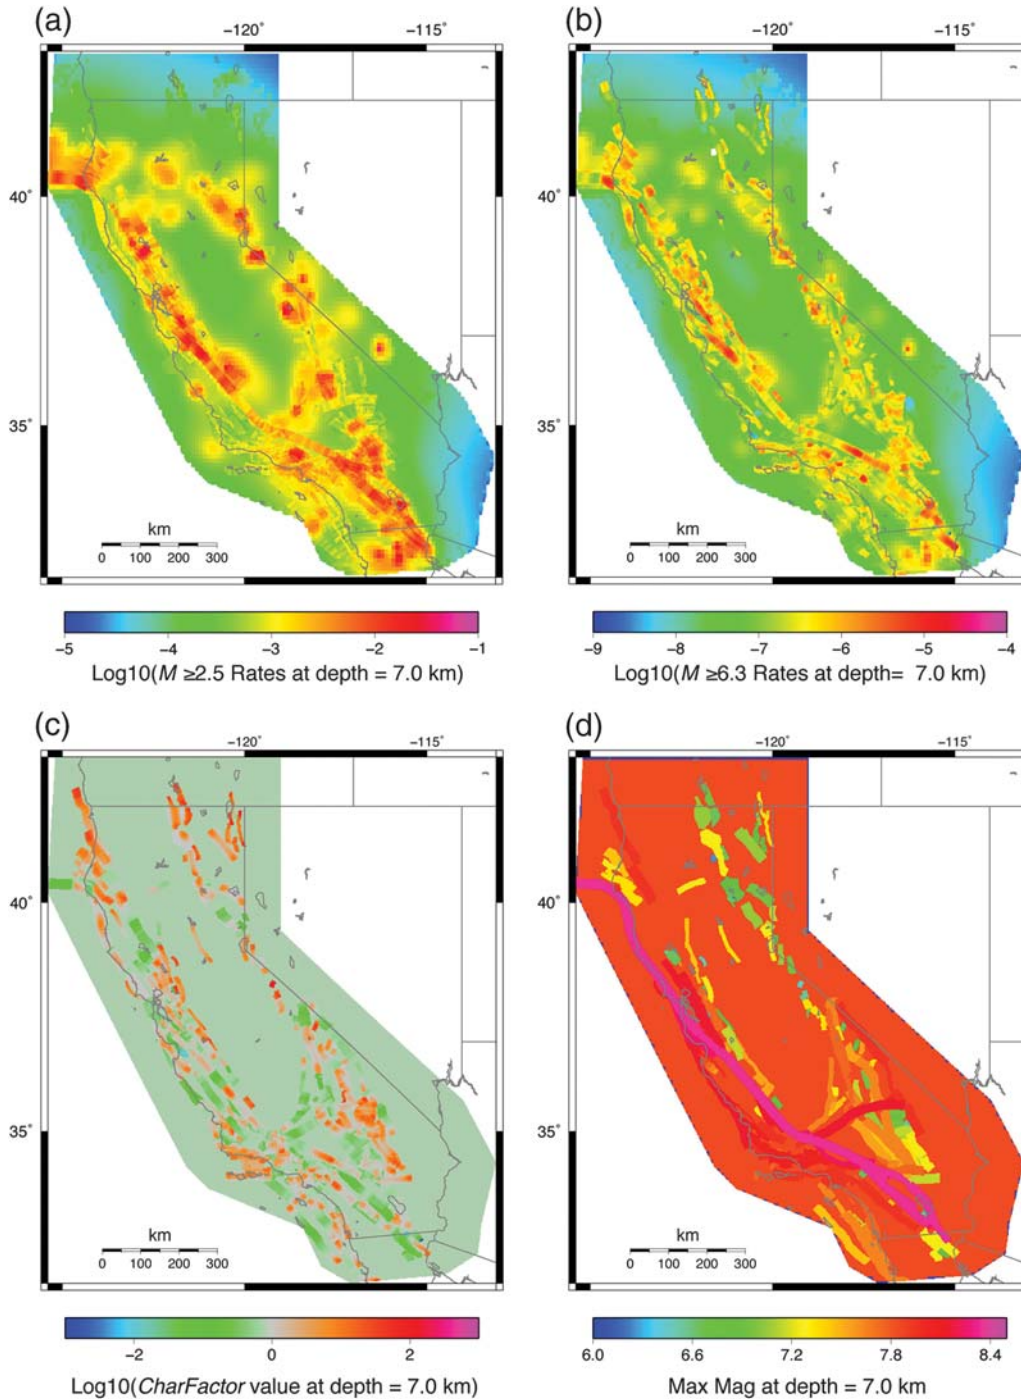 (a)
(b)
−120° −115°
−120° −115°
40°
35°
km
0 100 200 300
40°
35°
km
0 100 200 300
−5 −4 −3 −2 −1
Log10(M ≥2.5 Rates at depth = 7.0 km)
−9 −8 −7 −6 −5 −4
Log10(M ≥6.3 Rates at depth= 7.0 km)
(c)
(d)
−120° −115°
−120° −115°
40°
35°
km
0 100 200 300
40°
35°
km
0 100 200 300
−2 0 2
Log10(CharFactor value at depth = 7.0 km)
6.0 6.6 7.2 7.8 8.4
Max Mag at depth = 7.0 km